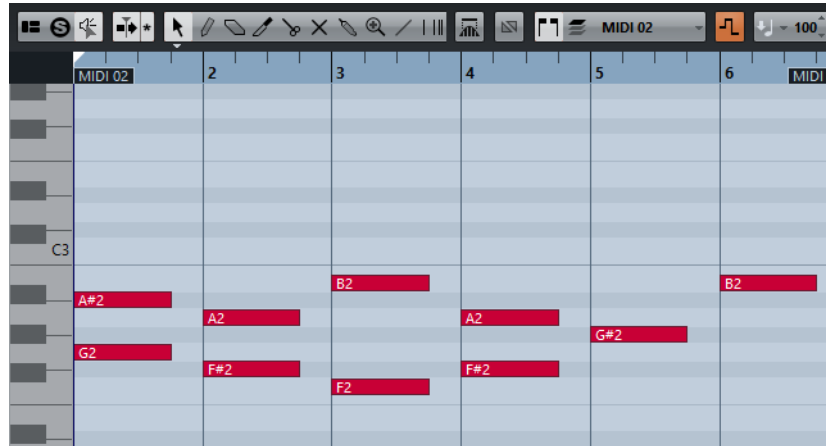 MIDI 02 100
MIDI 02 2 3 4 5 6 MIDI
C3
B2 B2
A#2
A2 A2
G#2
G2
F#2 F#2
F2